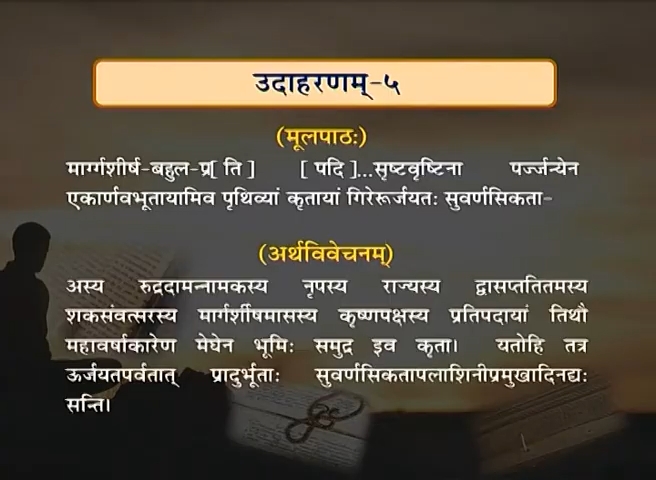 उदाहरणम्-५
(मूलपाठः)
मार्ग्गशीर्ष-बहुल-प्र[ ति ] [ पदि ]...सृष्टवृष्टिना पर्ज्जन्येन
एकार्णवभूतायामिव पृथिव्यां कृतायां गिरेरूर्जयतः सुवर्णसिकता-
(अर्थविवेचनम्)
अस्य रुद्रदामन्नामकस्य नृपस्य राज्यस्य द्वासप्ततितमस्य
शकसंवत्सरस्य मार्गशीर्षमासस्य कृष्णपक्षस्य प्रतिपदायां तिथौ
महावर्षाकारेण मेघेन भूमिः समुद्र इव कृता। यतोहि तत्र
ऊर्जयतपर्वतात् प्रादुर्भूताः सुवर्णसिकतापलाशिनीप्रमुखादिनद्यः
सन्ति।